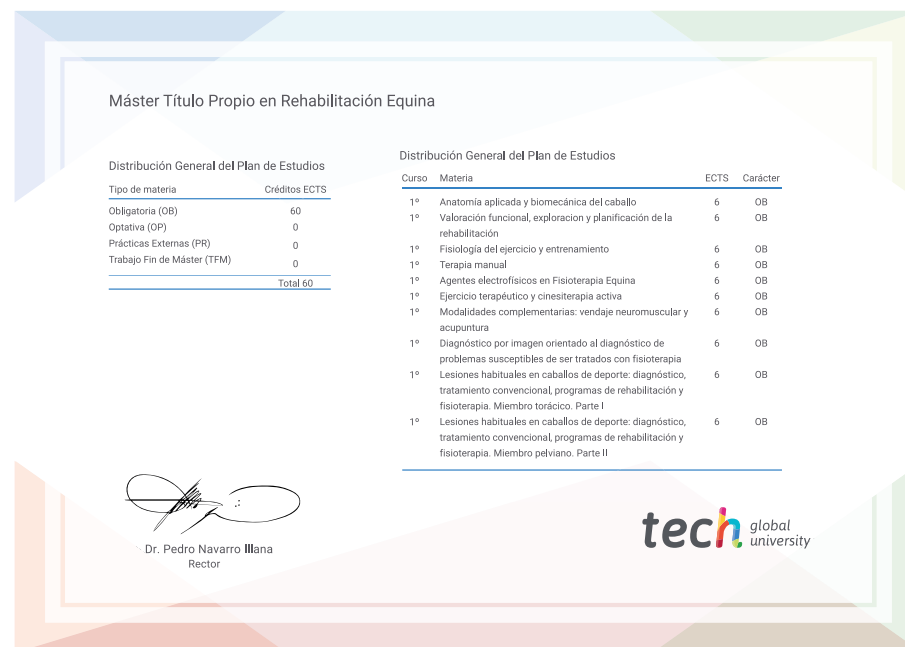 Máster Título Propio en Rehabilitación Equina
Distribución General del Plan de Estudios
Tipo de materia Créditos ECTS
Obligatoria (OB) 60
Optativa (OP) 0
Prácticas Externas (PR) 0
Trabajo Fin de Máster (TFM) 0
Total 60
Distribución General del Plan de Estudios
Curso Materia ECTS Carácter
1º Anatomía aplicada y biomecánica del caballo 6 OB
1º Valoración funcional, exploracion y planificación de la 6 OB
rehabilitación
1º Fisiología del ejercicio y entrenamiento 6 OB
1º Terapia manual 6 OB
1º Agentes electrofísicos en Fisioterapia Equina 6 OB
1º Ejercicio terapéutico y cinesiterapia activa 6 OB
1º Modalidades complementarias: vendaje neuromuscular y 6 OB
acupuntura
1º Diagnóstico por imagen orientado al diagnóstico de 6 OB
problemas susceptibles de ser tratados con fisioterapia
1º Lesiones habituales en caballos de deporte: diagnóstico, 6 OB
tratamiento convencional, programas de rehabilitación y
fisioterapia. Miembro torácico. Parte I
1º Lesiones habituales en caballos de deporte: diagnóstico, 6 OB
tratamiento convencional, programas de rehabilitación y
fisioterapia. Miembro pelviano. Parte II
Dr. Pedro Navarro Illana
Rector
tech global
university